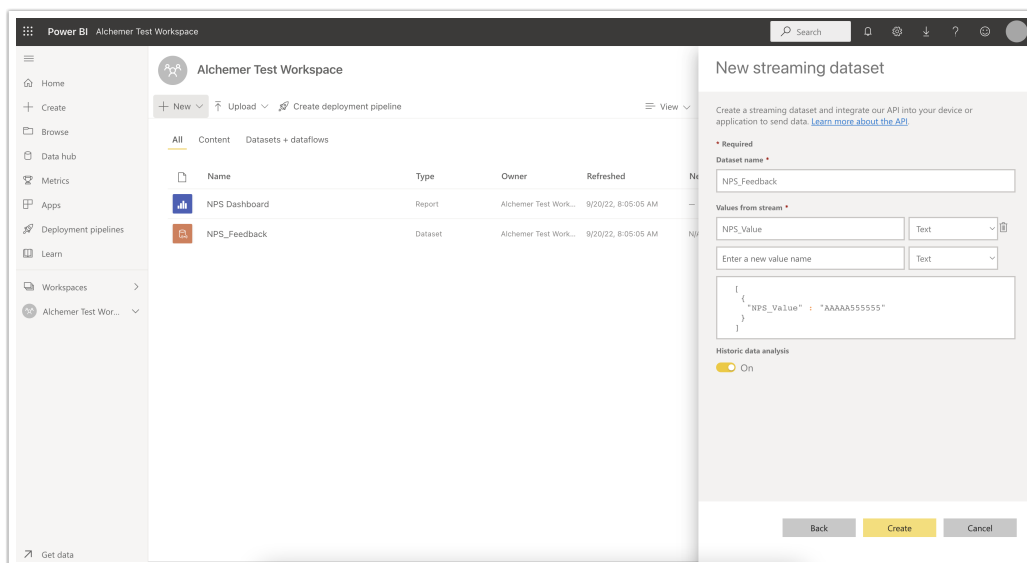 Power BI Alchemer Test Workspace
Search
Home
Create
Browse
Data hub
Metrics
Apps
Deployment pipelines
Learn
Workspaces
Alchemer Test Wor...
Get data
Alchemer Test Workspace
New Upload Create deployment pipeline View
All Content Datasets + dataflows
Name Type Owner Refreshed Ne
NPS Dashboard Report Alchemer Test Work... 9/20/22, 8:05:05 AM —
NPS_Feedback Dataset Alchemer Test Work... 9/20/22, 8:05:05 AM N/A
New streaming dataset
Create a streaming dataset and integrate our API into your device or
application to send data. Learn more about the API.
* Required
Dataset name *
NPS_Feedback
Values from stream *
NPS_Value Text
Enter a new value name Text
[
{
"NPS_Value" : "AAAAA555555"
}
]
Historic data analysis
On
Back Create Cancel